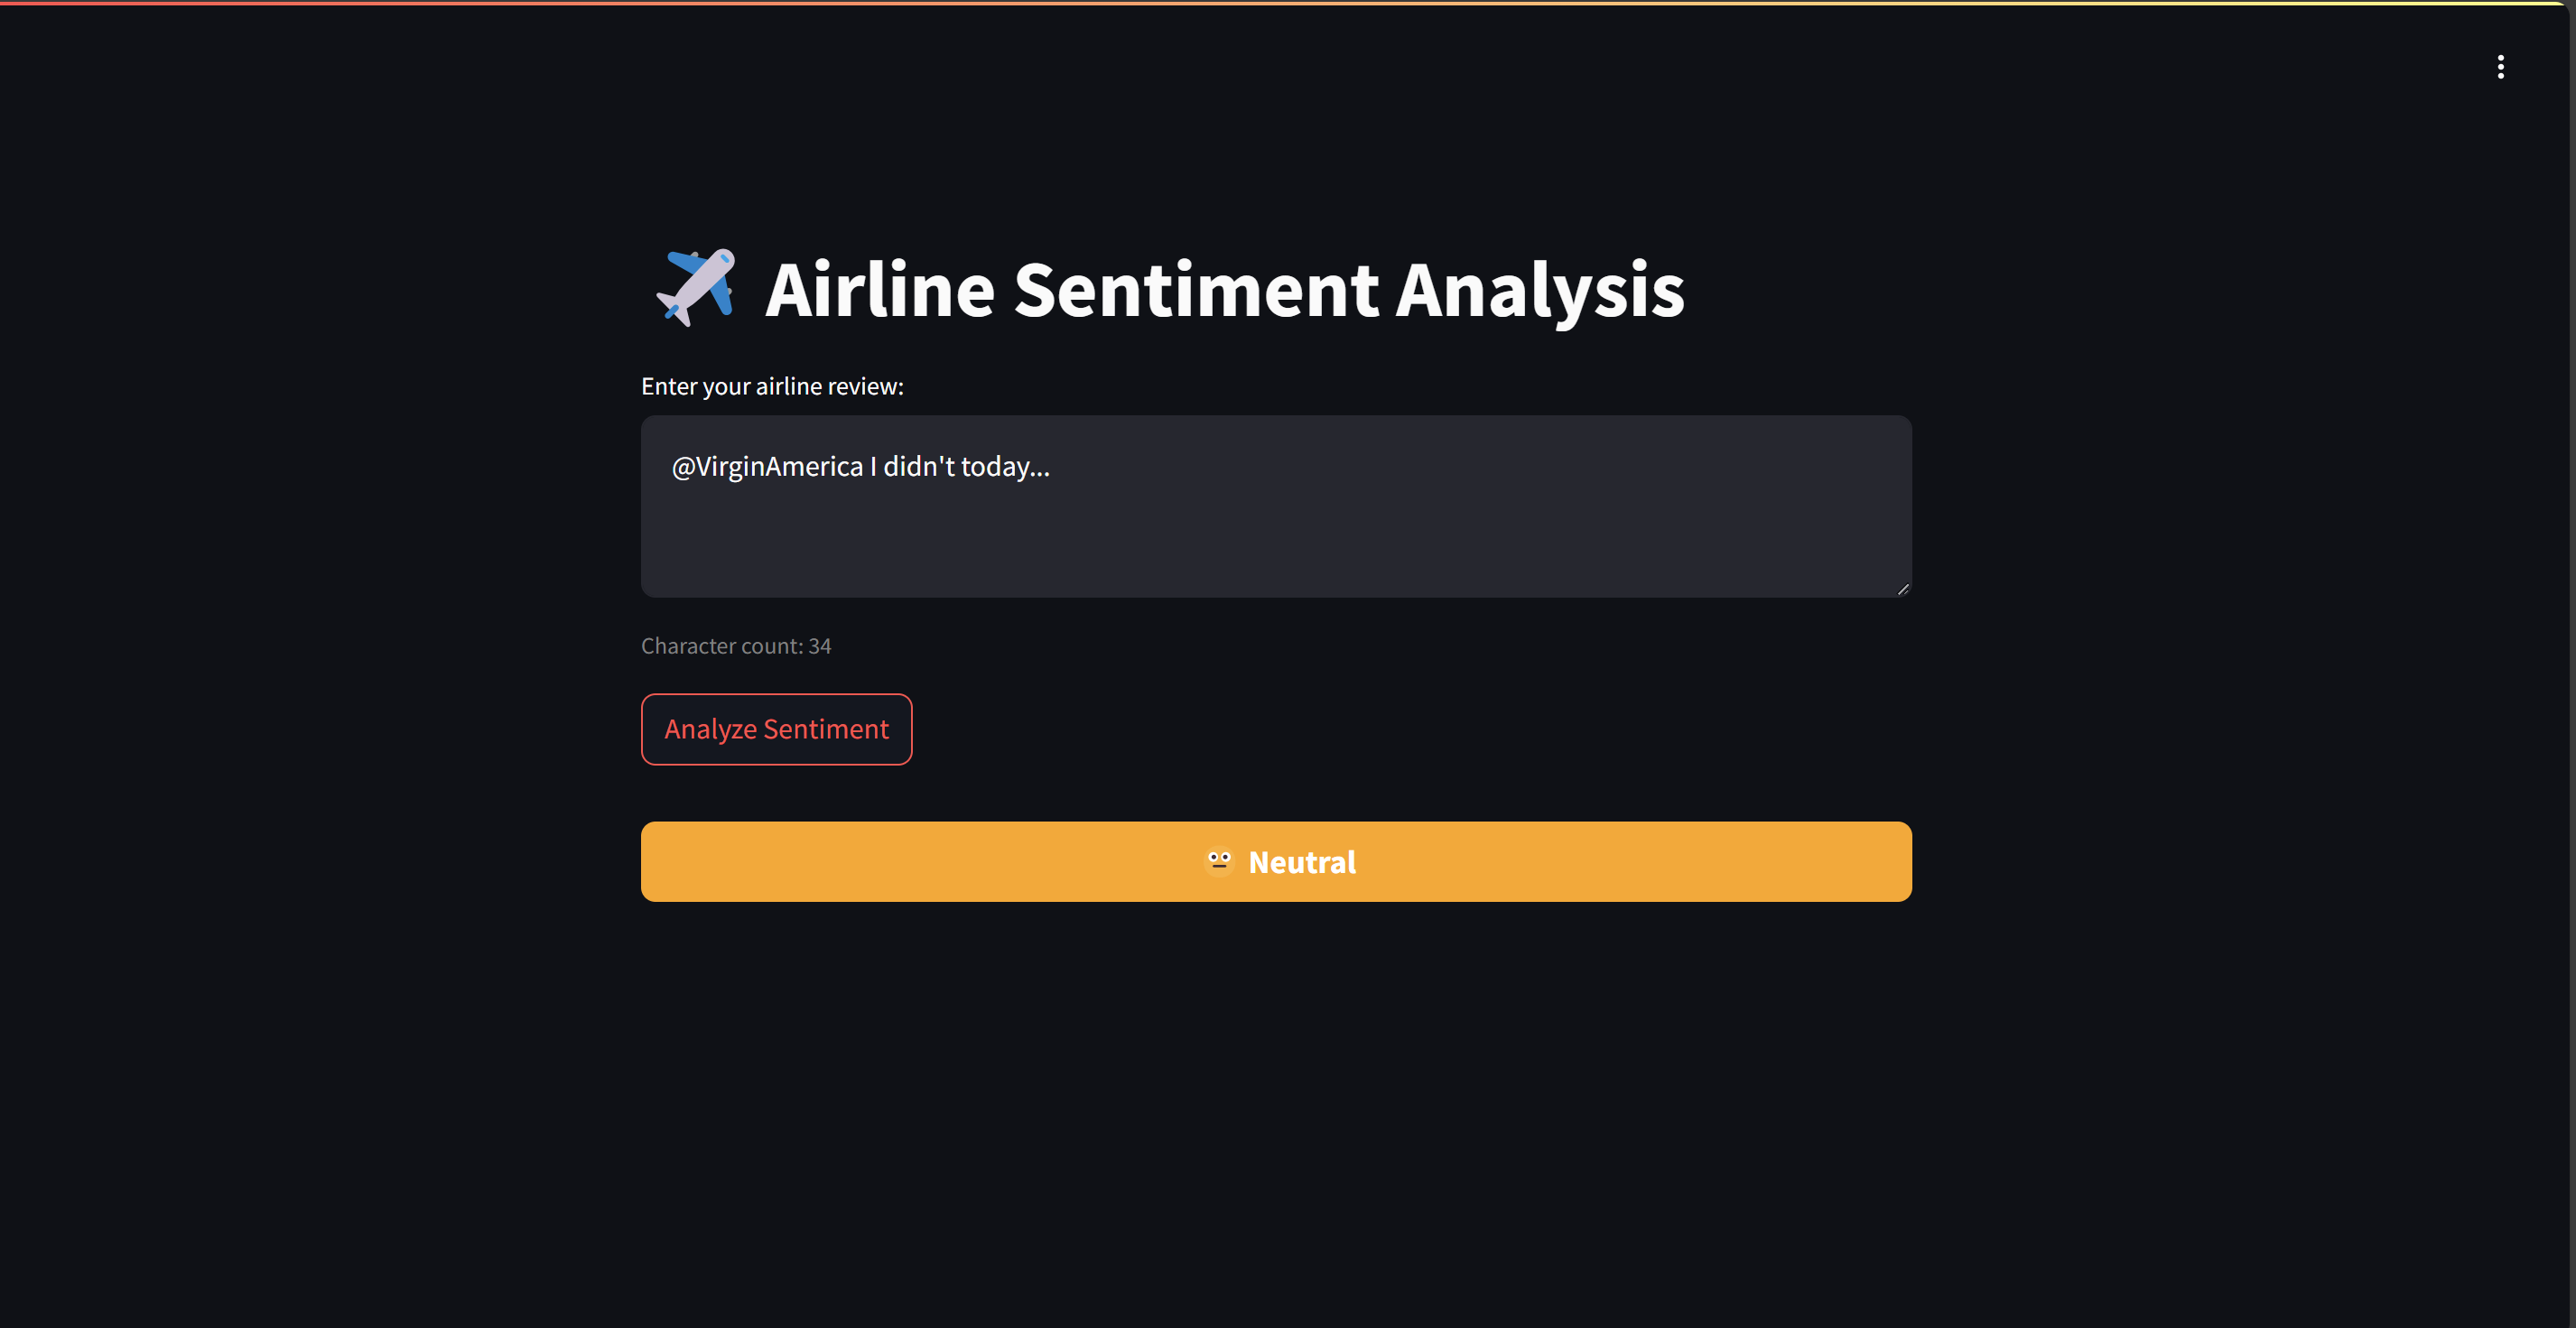 Airline Sentiment Analysis
Enter your airline review:
@VirginAmerica I didn't today...
Character count: 34
Analyze Sentiment
Neutral